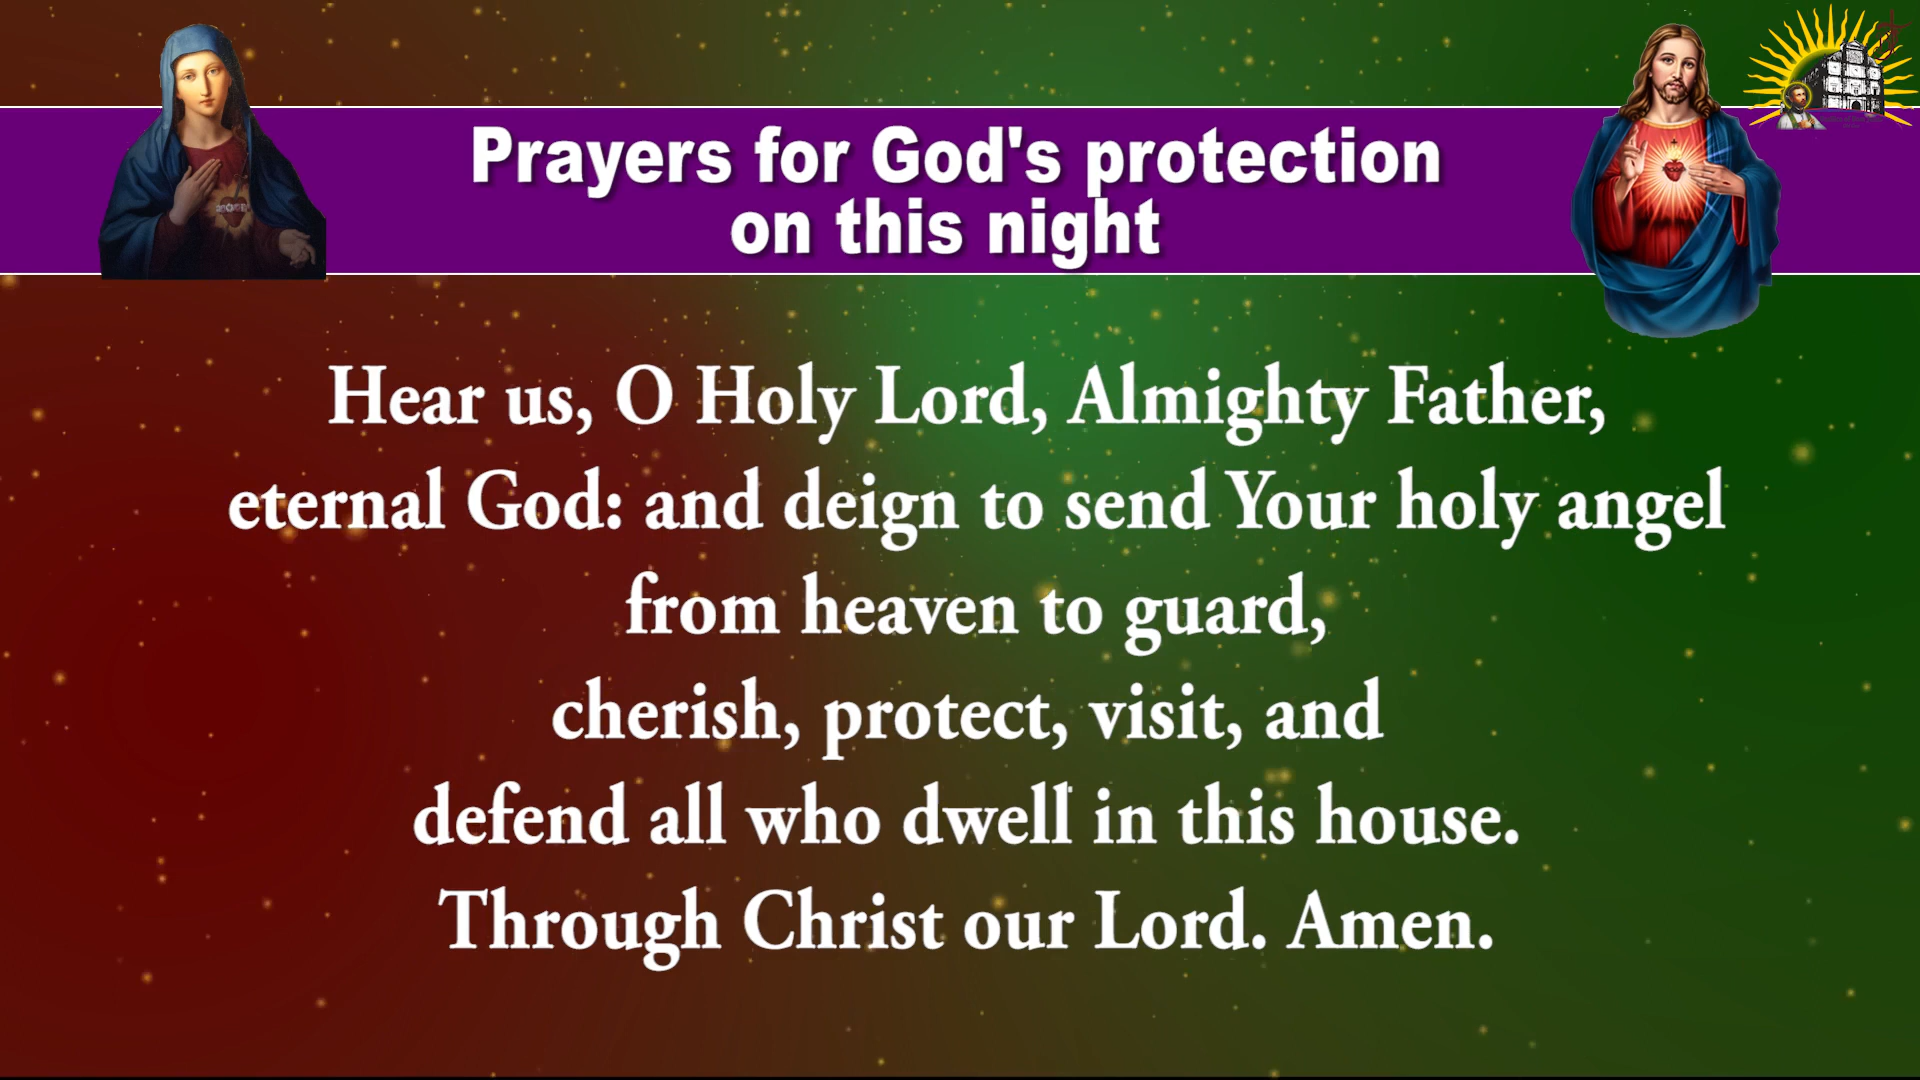 Prayers for God's protection
on this night
Hear us, O Holy Lord, Almighty Father,
eternal God: and deign to send Your holy angel
from heaven to guard,
cherish, protect, visit, and
defend all who dwell in this house.
Through Christ our Lord. Amen.